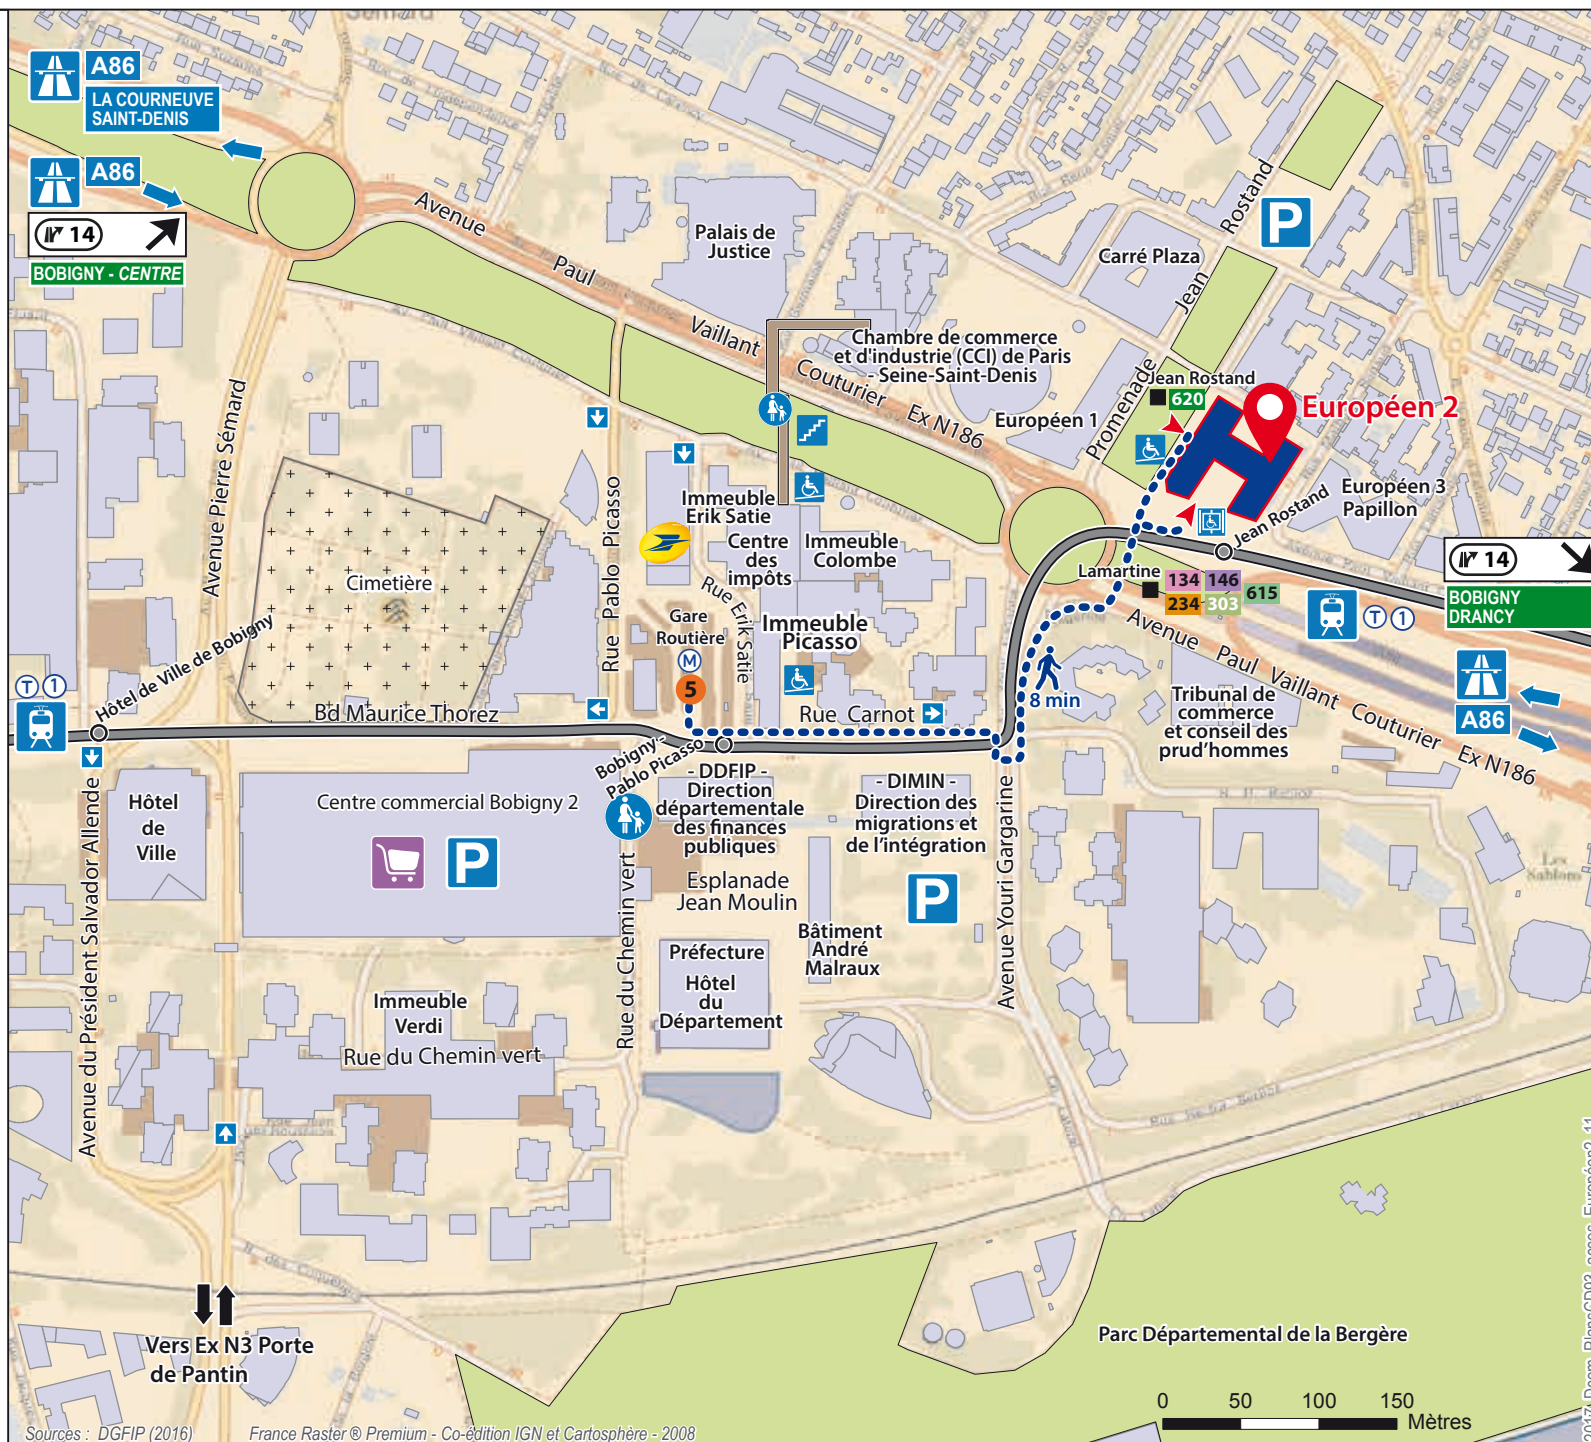 A86
LA COURNEUVE
SAINT-DENIS
A86
14
BOBIGNY - CENTRE
Avenue
Paul
Vaillant
Couturier
Ex N186
Palais de
Justice
Carré Plaza
Promenade
Jean
Rostand
P
Chambre de commerce
et d'industrie (CCI) de Paris
- Seine-Saint-Denis
Jean Rostand
620
Européen 1
Européen 2
Européen 3
Papillon
Jean Rostand
14
BOBIGNY
DRANCY
Avenue Pierre Sémard
Cimetière
Rue Pablo Picasso
Immeuble
Erik Satie
Centre
des
impôts
Immeuble
Colombe
Rue Erik Satie
Gare
Routière
M
5
Immeuble
Picasso
Lamartine
134
146
615
234
303
T 1
8 min
Avenue Paul Vaillant Couturier Ex N186
A86
Tribunal de
commerce
et conseil des
prud'hommes
T 1
Hôtel de Ville de Bobigny
Bd Maurice Thorez
Rue Carnot
Bobigny -
Pablo Picasso
- DDFIP -
Direction
départementale
des finances
publiques
- DIMIN -
Direction des
migrations et
de l'intégration
Hôtel
de
Ville
Centre commercial Bobigny 2
P
Esplanade
Jean Moulin
P
Avenue Youri Gargarine
Avenue du Président Salvador Allende
Rue du Chemin vert
Bâtiment
André
Malraux
Préfecture
Hôtel
du
Département
Immeuble
Verdi
Rue du Chemin vert
Vers Ex N3 Porte
de Pantin
Parc Départemental de la Bergère
0 50 100 150
Mètres
Sources : DGFIP (2016)
France Raster ® Premium - Co-édition IGN et Cartosphère - 2008